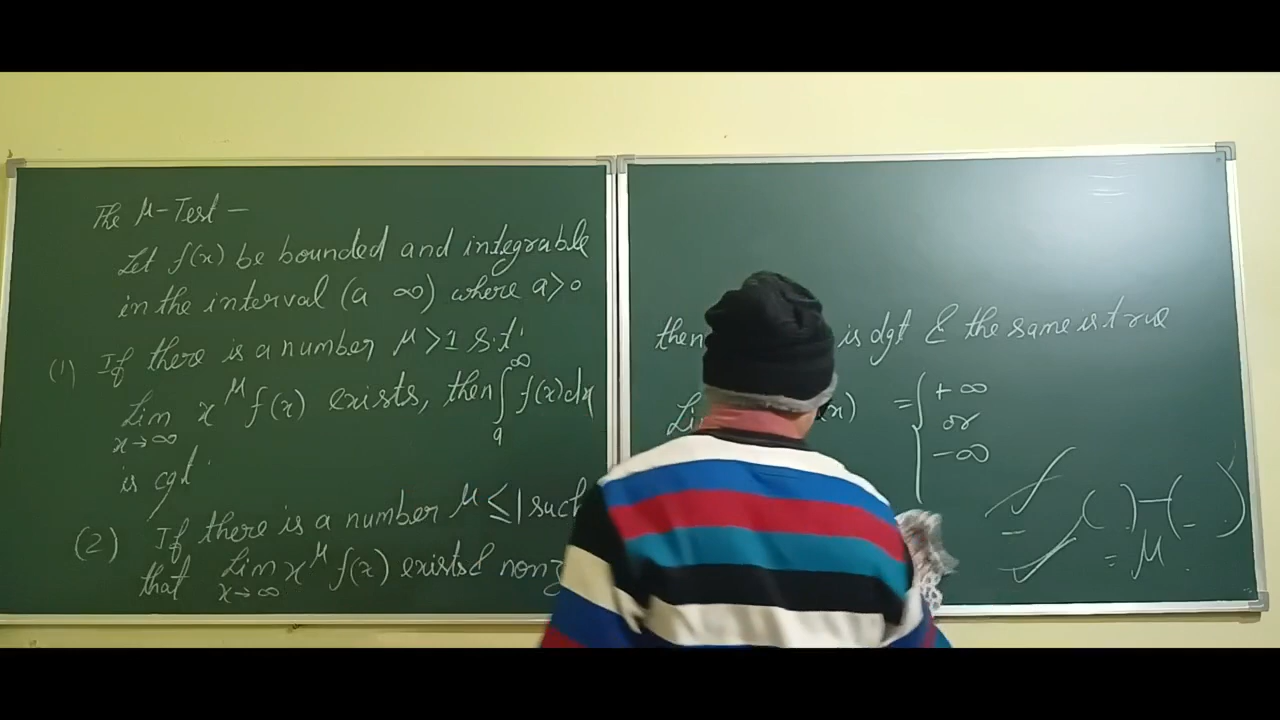 The μ-Test —
Let f(x) be bounded and integrable
in the interval (a ∞) where a>0
(1) If there is a number μ>1 s.t.
Lim x→∞ x^μ f(x) exists, then ∫_a^∞ f(x)dx
is cgt
(2) If there is a number μ≤1 such
that Lim x→∞ x^μ f(x) exists & non
then is dgt & the same is true
(x) = { +∞
or
-∞
( ) — ( - )
= μ